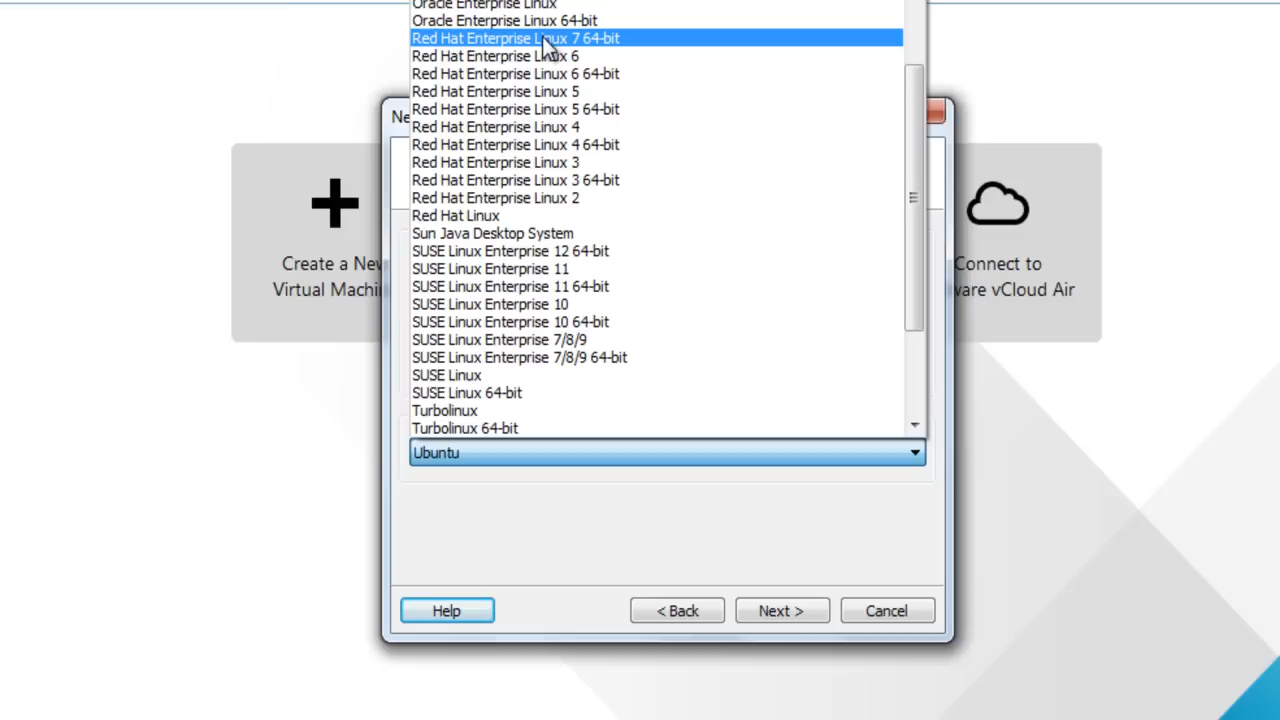 Oracle Enterprise Linux
Oracle Enterprise Linux 64-bit
Red Hat Enterprise Linux 7 64-bit
Red Hat Enterprise Linux 6
Red Hat Enterprise Linux 6 64-bit
Red Hat Enterprise Linux 5
Red Hat Enterprise Linux 5 64-bit
Red Hat Enterprise Linux 4
Red Hat Enterprise Linux 4 64-bit
Red Hat Enterprise Linux 3
Red Hat Enterprise Linux 3 64-bit
Red Hat Enterprise Linux 2
Red Hat Linux
Sun Java Desktop System
SUSE Linux Enterprise 12 64-bit
SUSE Linux Enterprise 11
SUSE Linux Enterprise 11 64-bit
SUSE Linux Enterprise 10
SUSE Linux Enterprise 10 64-bit
SUSE Linux Enterprise 7/8/9
SUSE Linux Enterprise 7/8/9 64-bit
SUSE Linux
SUSE Linux 64-bit
Turbolinux
Turbolinux 64-bit
Ubuntu
Ne
Create a New
Virtual Machin
Connect to
ware vCloud Air
Help
< Back
Next >
Cancel